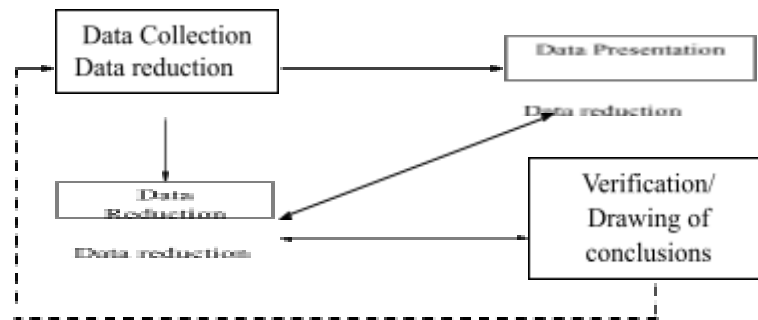 Data Collection
Data reduction
Data Presentation
Data reduction
Data
Reduction
Data reduction
Verification/
Drawing of
conclusions